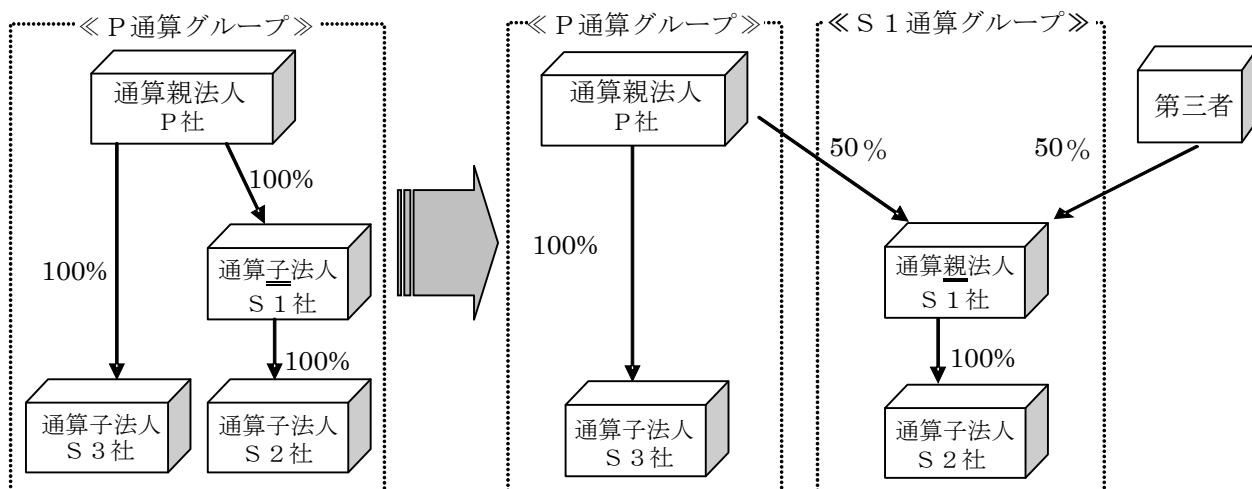 ≪Ｐ通算グループ≫
通算親法人
Ｐ社
100%
100%
通算子法人
Ｓ１社
100%
通算子法人
Ｓ３社
通算子法人
Ｓ２社
≪Ｐ通算グループ≫
通算親法人
Ｐ社
100%
通算子法人
Ｓ３社
≪Ｓ１通算グループ≫
50％
50％
第三者
通算親法人
Ｓ１社
100%
通算子法人
Ｓ２社